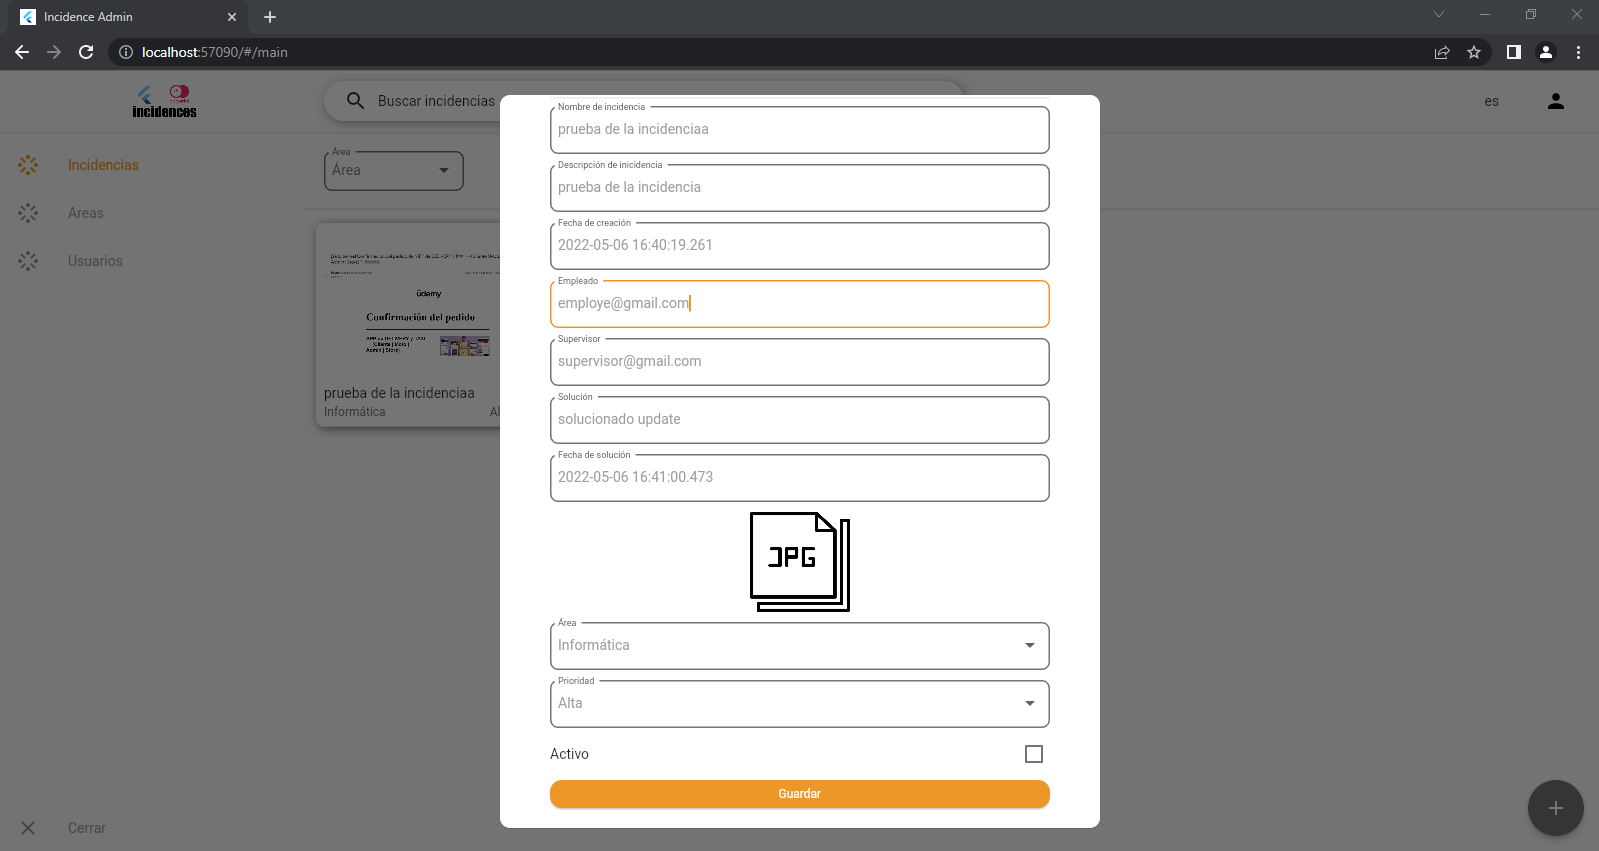 Incidence Admin
localhost:57090/#/main
incidences
Buscar incidencias
es
Incidencias
Areas
Usuarios
Cerrar
Área
Área
udemy
Confirmación del pedido
Admin | Store)
prueba de la incidenciaa
Informática
Al
Nombre de incidencia
prueba de la incidenciaa
Descripción de inicidencia
prueba de la incidencia
Fecha de creación
2022-05-06 16:40:19.261
Empleado
employe@gmail.com
Supervisor
supervisor@gmail.com
Solución
solucionado update
Fecha de solución
2022-05-06 16:41:00.473
JPG
Área
Informática
Prioridad
Alta
Activo
Guardar